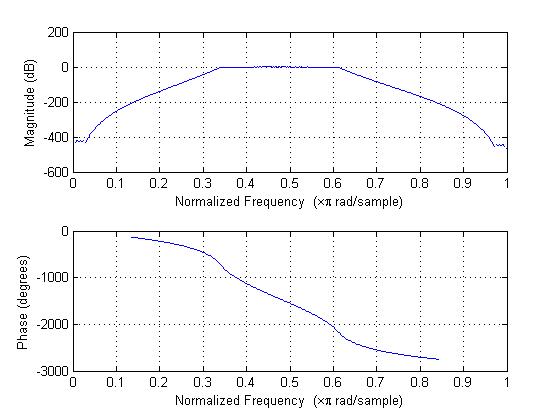 200
0
-200
-400
-600
Magnitude (dB)
0 0.1 0.2 0.3 0.4 0.5 0.6 0.7 0.8 0.9 1
Normalized Frequency (×π rad/sample)
0
-1000
-2000
-3000
Phase (degrees)
0 0.1 0.2 0.3 0.4 0.5 0.6 0.7 0.8 0.9 1
Normalized Frequency (×π rad/sample)